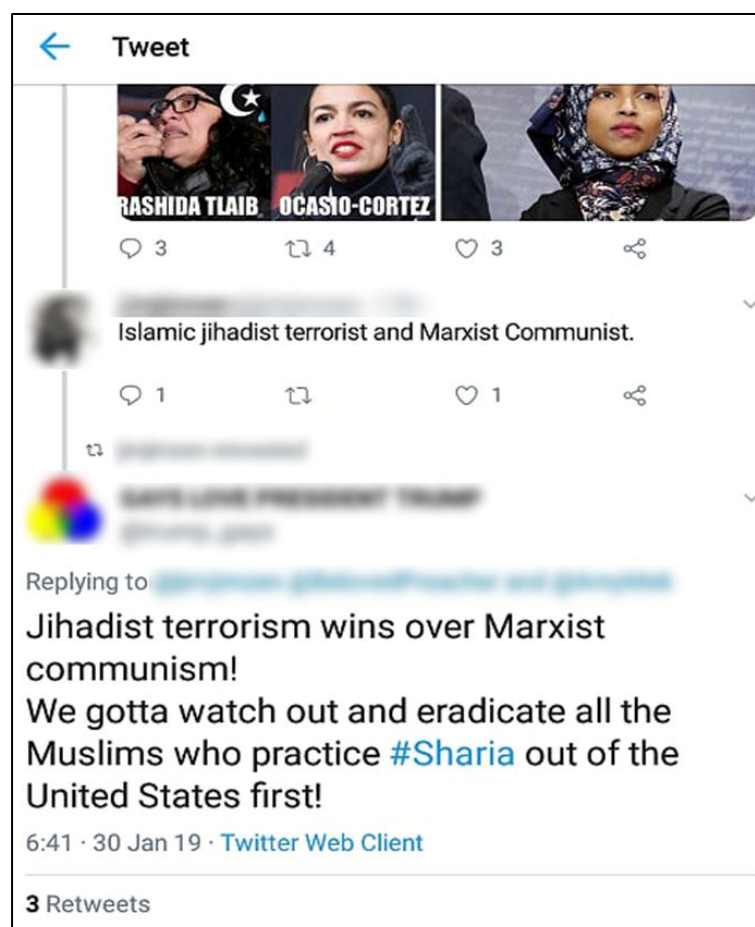 Tweet
RASHIDA TLAIB OCASIO-CORTEZ
3 4 3
Islamic jihadist terrorist and Marxist Communist.
1 1
Replying to
Jihadist terrorism wins over Marxist
communism!
We gotta watch out and eradicate all the
Muslims who practice #Sharia out of the
United States first!
6:41 · 30 Jan 19 · Twitter Web Client
3 Retweets